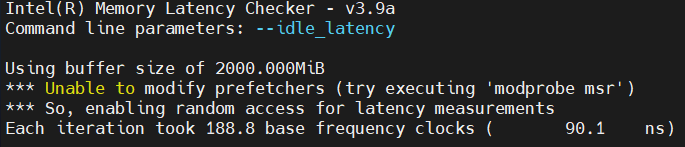 Intel(R) Memory Latency Checker - v3.9a
Command line parameters: --idle_latency
Using buffer size of 2000.000MiB
*** Unable to modify prefetchers (try executing 'modprobe msr')
*** So, enabling random access for latency measurements
Each iteration took 188.8 base frequency clocks (       90.1    ns)